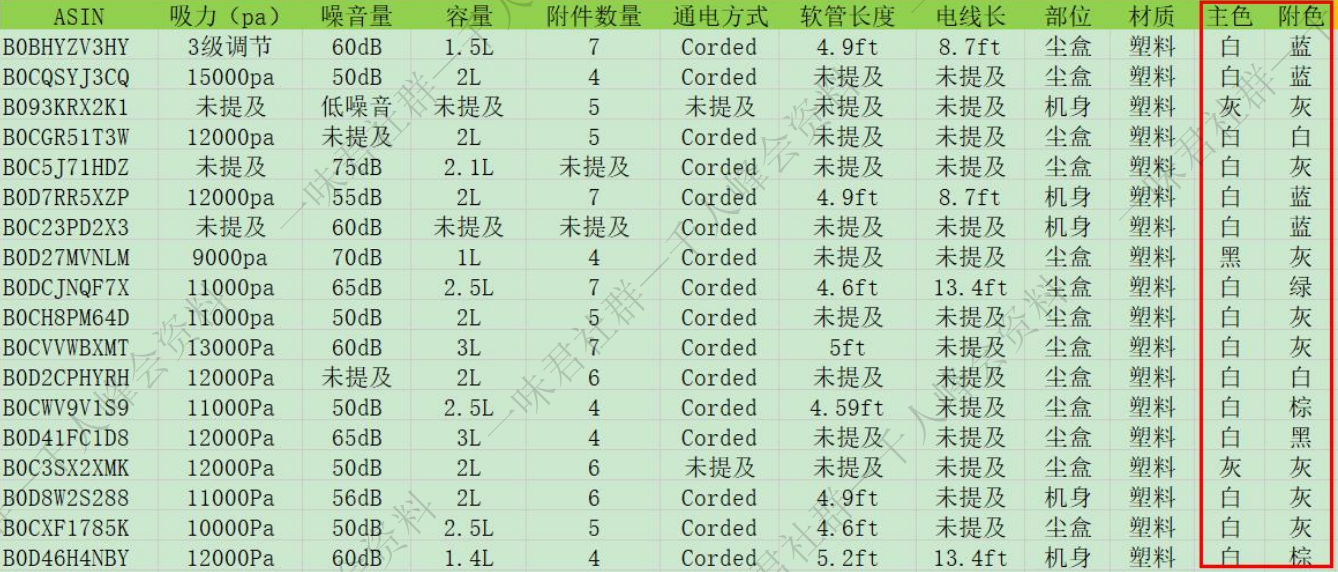 ASIN 吸力（pa） 噪音量 容量 附件数量 通电方式 软管长度 电线长 部位 材质 主色 附色
B0BHYZV3HY 3级调节 60dB 1.5L 7 Corded 4.9ft 8.7ft 尘盒 塑料 白 蓝
B0CQSYJ3CQ 15000pa 50dB 2L 4 Corded 未提及 未提及 尘盒 塑料 白 蓝
B093KRX2K1 未提及 低噪音 未提及 5 未提及 未提及 未提及 机身 塑料 灰 灰
B0CGR51T3W 12000pa 未提及 2L 5 Corded 未提及 未提及 尘盒 塑料 白 白
B0C5J71HDZ 未提及 75dB 2.1L 未提及 Corded 未提及 未提及 尘盒 塑料 白 灰
B0D7RR5XZP 12000pa 55dB 2L 7 Corded 4.9ft 8.7ft 机身 塑料 白 蓝
B0C23PD2X3 未提及 60dB 未提及 未提及 Corded 未提及 未提及 机身 塑料 白 蓝
B0D27MVNLM 9000pa 70dB 1L 4 Corded 未提及 未提及 尘盒 塑料 黑 灰
B0DCJNQF7X 11000pa 65dB 2.5L 7 Corded 4.6ft 13.4ft 尘盒 塑料 白 绿
B0CH8PM64D 11000pa 50dB 2L 5 Corded 未提及 未提及 尘盒 塑料 白 灰
B0CVVWBXMT 13000Pa 60dB 3L 7 Corded 5ft 未提及 尘盒 塑料 白 灰
B0D2CPHYRH 12000Pa 未提及 2L 6 Corded 未提及 未提及 尘盒 塑料 白 白
B0CWV9V1S9 11000Pa 50dB 2.5L 4 Corded 4.59ft 未提及 尘盒 塑料 白 棕
B0D41FC1D8 12000Pa 65dB 3L 4 Corded 未提及 未提及 尘盒 塑料 白 黑
B0C3SX2XMK 12000Pa 50dB 2L 6 未提及 未提及 未提及 尘盒 塑料 灰 灰
B0D8W2S288 11000Pa 56dB 2L 6 Corded 4.9ft 未提及 机身 塑料 白 灰
B0CXF1785K 10000Pa 50dB 2.5L 5 Corded 4.6ft 未提及 尘盒 塑料 白 灰
B0D46H4NBY 12000Pa 60dB 1.4L 4 Corded 5.2ft 13.4ft 机身 塑料 白 棕
一味君社群—千人峰会资料